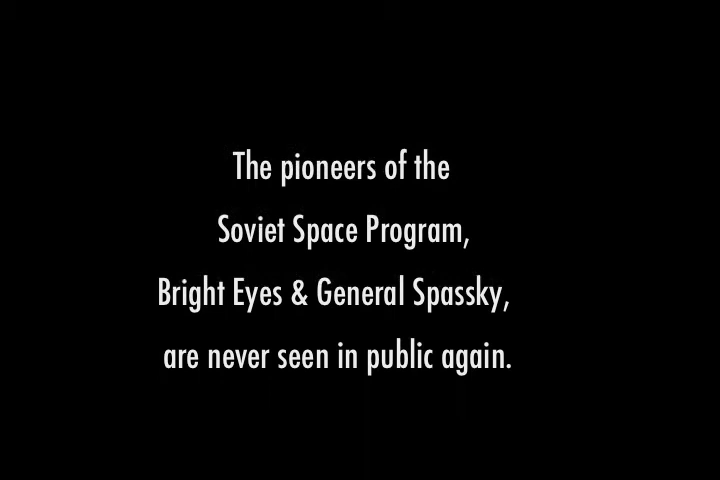 The pioneers of the
Soviet Space Program,
Bright Eyes & General Spassky,
are never seen in public again.